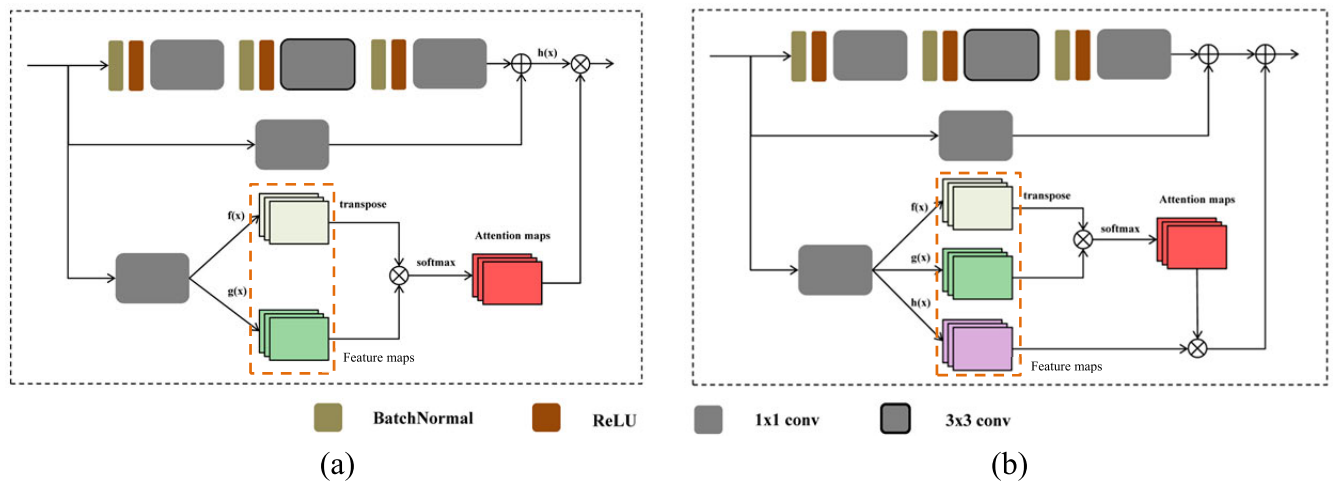 h(x)
f(x)
transpose
Attention maps
softmax
g(x)
Feature maps
f(x)
transpose
Attention maps
softmax
g(x)
h(x)
Feature maps
BatchNormal
ReLU
1x1 conv
3x3 conv
(a)
(b)